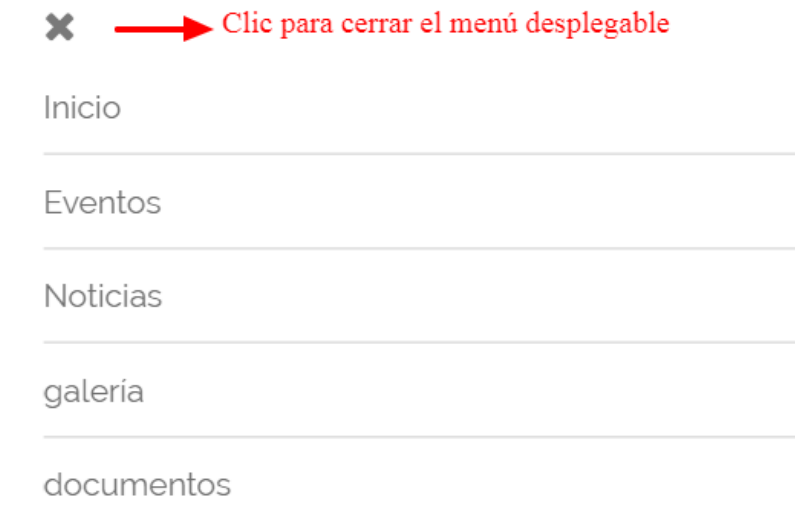 Clic para cerrar el menú desplegable
Inicio
Eventos
Noticias
galería
documentos